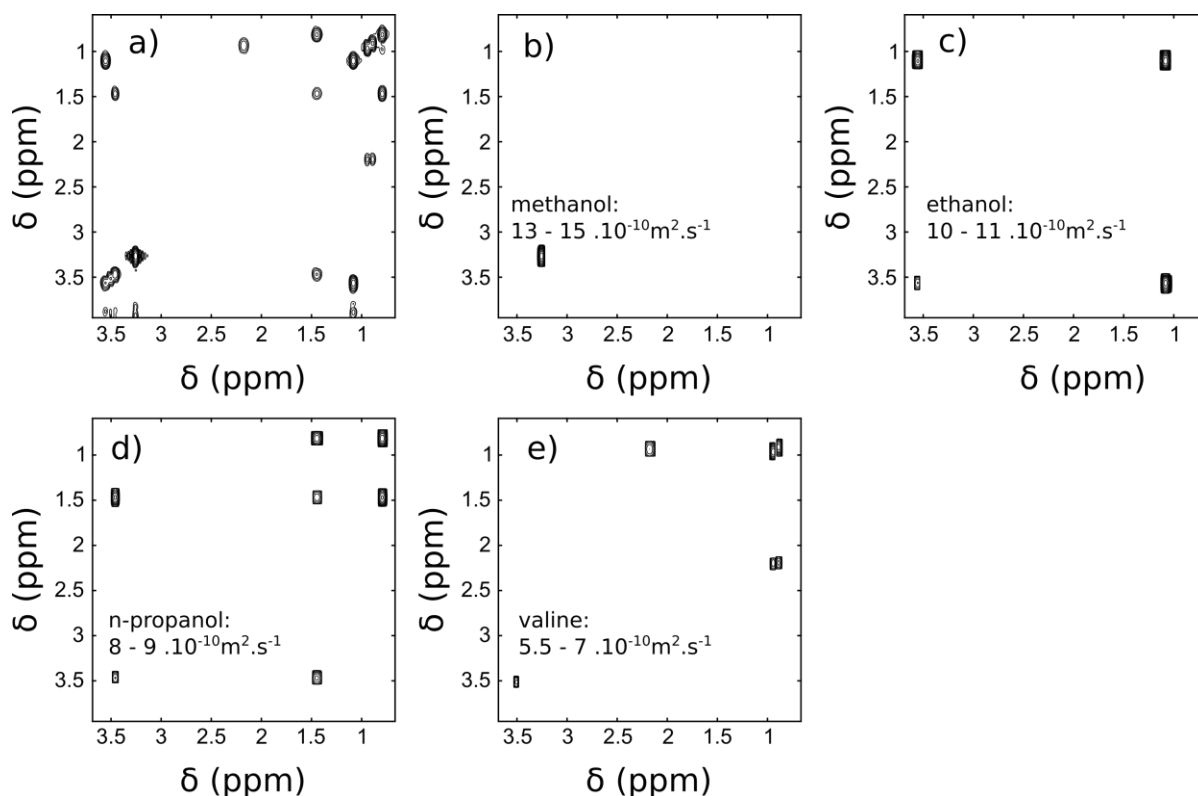 a)
1
1.5
2
2.5
3
3.5
δ (ppm)
3.5 3 2.5 2 1.5 1
δ (ppm)
b)
1
1.5
2
2.5
3
3.5
δ (ppm)
methanol:
13 - 15 .10⁻¹⁰m².s⁻¹
3.5 3 2.5 2 1.5 1
δ (ppm)
c)
1
1.5
2
2.5
3
3.5
δ (ppm)
ethanol:
10 - 11 .10⁻¹⁰m².s⁻¹
3.5 3 2.5 2 1.5 1
δ (ppm)
d)
1
1.5
2
2.5
3
3.5
δ (ppm)
n-propanol:
8 - 9 .10⁻¹⁰m².s⁻¹
3.5 3 2.5 2 1.5 1
δ (ppm)
e)
1
1.5
2
2.5
3
3.5
δ (ppm)
valine:
5.5 - 7 .10⁻¹⁰m².s⁻¹
3.5 3 2.5 2 1.5 1
δ (ppm)